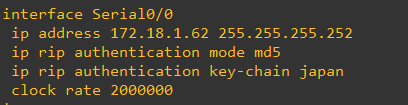 interface Serial0/0
ip address 172.18.1.62 255.255.255.252
ip rip authentication mode md5
ip rip authentication key-chain japan
clock rate 2000000